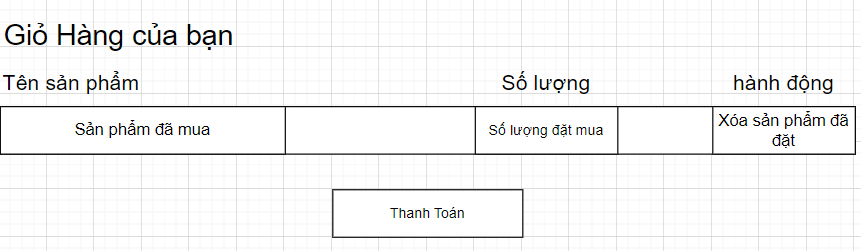 Giỏ Hàng của bạn
Tên sản phẩm Số lượng hành động
Sản phẩm đã mua Số lượng đặt mua Xóa sản phẩm đã
đặt
Thanh Toán